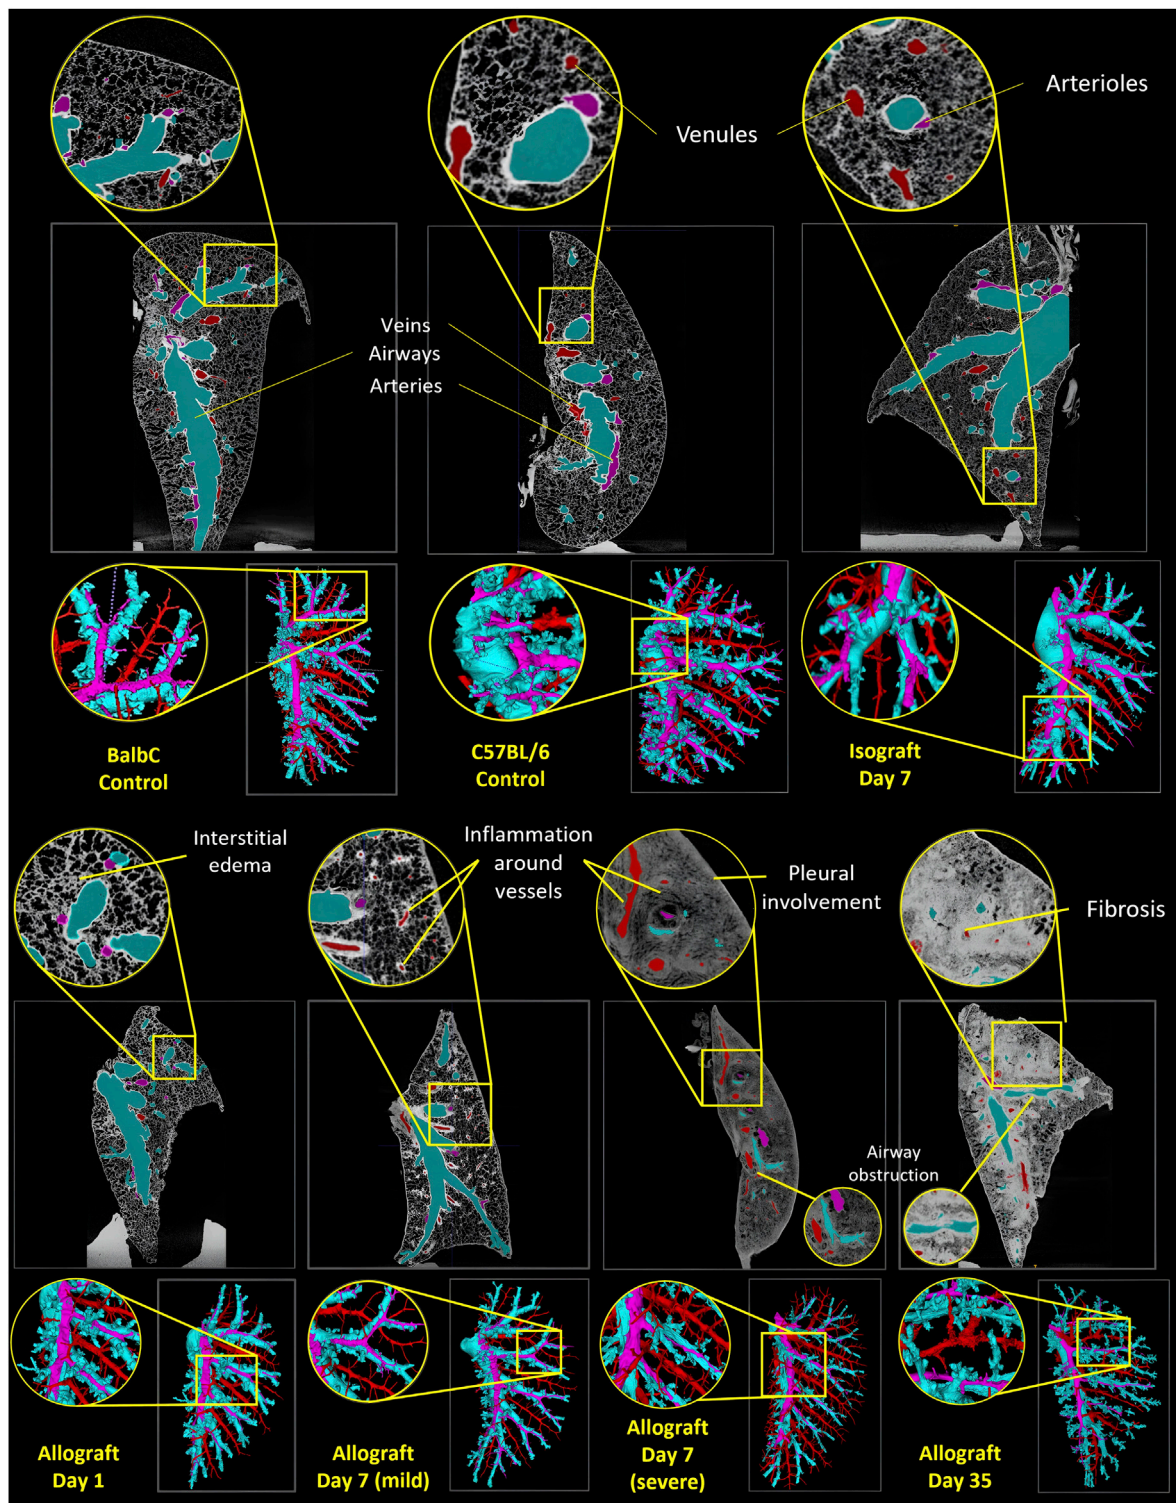 Arterioles
Venules
Veins
Airways
Arteries
BalbC
Control
C57BL/6
Control
Isograft
Day 7
Interstitial
edema
Inflammation
around
vessels
Pleural
involvement
Fibrosis
Airway
obstruction
Allograft
Day 1
Allograft
Day 7 (mild)
Allograft
Day 7
(severe)
Allograft
Day 35